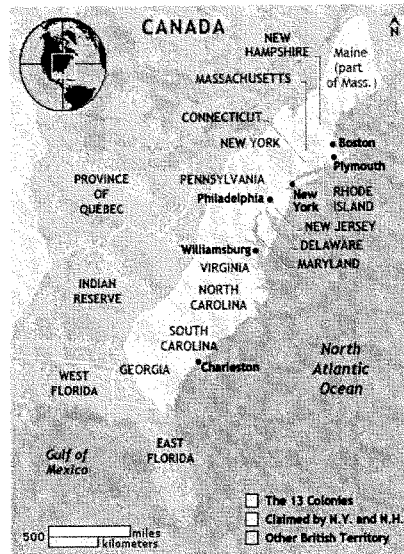 CANADA
N
NEW
HAMPSHIRE
Maine
(part
of Mass.)
MASSACHUSETTS
CONNECTICUT
NEW YORK
Boston
Plymouth
PROVINCE
OF
QUÉBEC
PENNSYLVANIA
Philadelphia
New
York
RHODE
ISLAND
NEW JERSEY
DELAWARE
MARYLAND
Williamsburg
VIRGINIA
INDIAN
RESERVE
NORTH
CAROLINA
SOUTH
CAROLINA
North
Atlantic
Ocean
GEORGIA
Charleston
WEST
FLORIDA
EAST
FLORIDA
Gulf of
Mexico
The 13 Colonies
Claimed by N.Y. and N.H.
Other British Territory
500 miles
kilometers